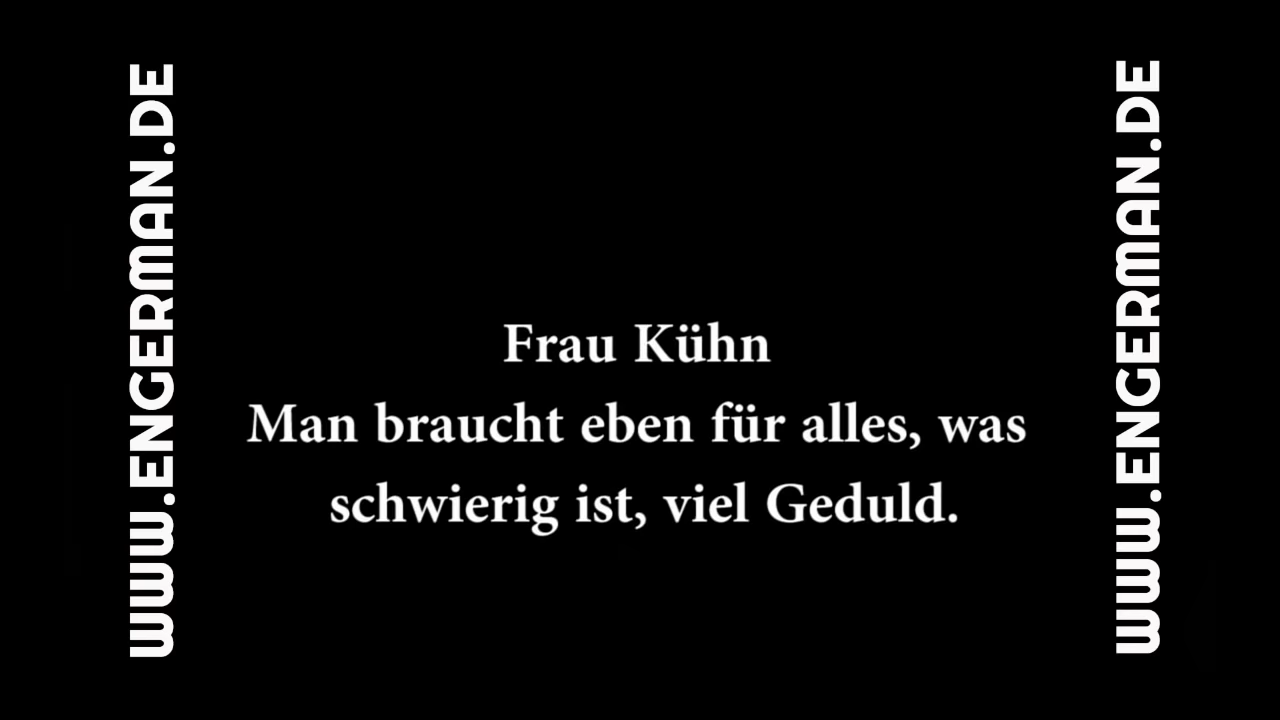 WWW.ENGERMAN.DE
Frau Kühn
Man braucht eben für alles, was
schwierig ist, viel Geduld.
WWW.ENGERMAN.DE